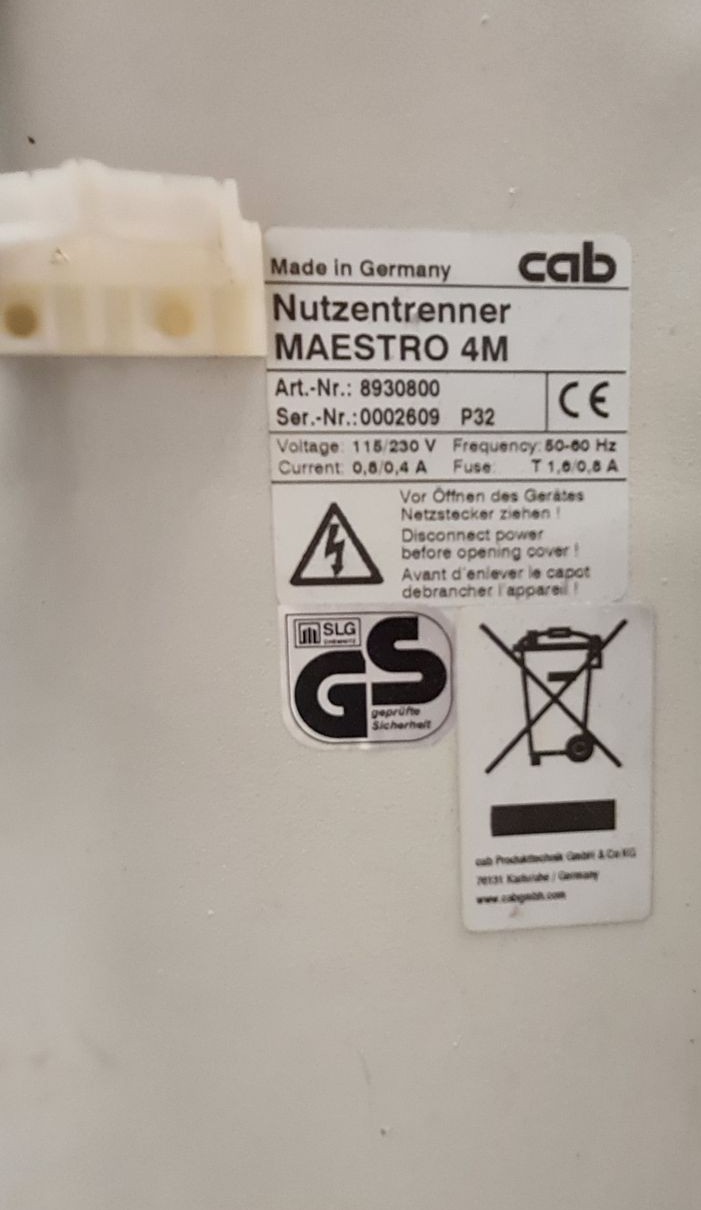 Made in Germany cab
Nutzentrenner
MAESTRO 4M
Art.-Nr.: 8930800
Ser.-Nr.:0002609 P32
CE
Voltage: 115/230 V Frequency: 50-60 Hz
Current: 0,8/0,4 A Fuse: T 1,6/0,8 A
Vor Öffnen des Gerätes
Netzstecker ziehen !
Disconnect power
before opening cover !
Avant d'enlever le capot
debrancher l'appareil !
SLG
CHEMNITZ
GS
geprüfte
Sicherheit
cab Produkttechnik GmbH & Co KG
76131 Karlsruhe / Germany
www.cabgmbh.com